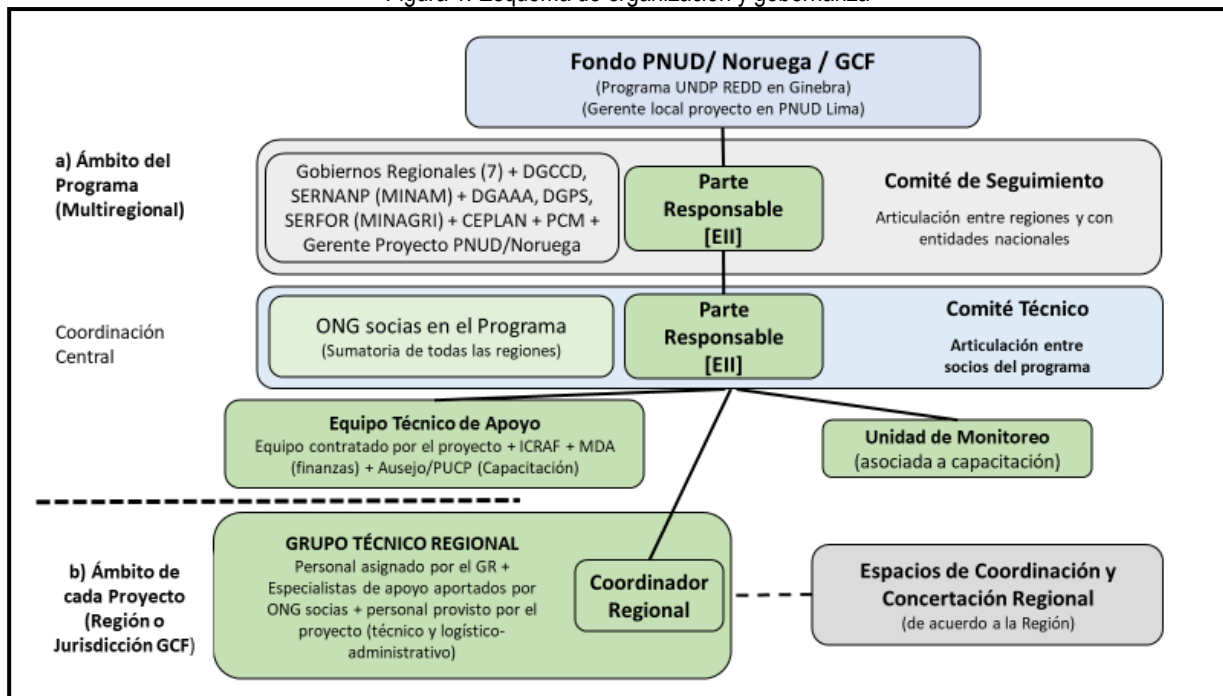 Figura 1. Esquema de organización y gobernanza
Fondo PNUD/ Noruega / GCF
(Programa UNDP REDD en Ginebra)
(Gerente local proyecto en PNUD Lima)
a) Ámbito del
Programa
(Multiregional)
Gobiernos Regionales (7) + DGCCD,
SERNANP (MINAM) + DGAAA, DGPS,
SERFOR (MINAGRI) + CEPLAN + PCM +
Gerente Proyecto PNUD/Noruega
Parte
Responsable
[EII]
Comité de Seguimiento
Articulación entre regiones y con
entidades nacionales
Coordinación
Central
ONG socias en el Programa
(Sumatoria de todas las regiones)
Parte
Responsable
[EII]
Comité Técnico
Articulación entre
socios del programa
Equipo Técnico de Apoyo
Equipo contratado por el proyecto + ICRAF + MDA
(finanzas) + Ausejo/PUCP (Capacitación)
Unidad de Monitoreo
(asociada a capacitación)
b) Ámbito de
cada Proyecto
(Región o
Jurisdicción GCF)
GRUPO TÉCNICO REGIONAL
Personal asignado por el GR +
Especialistas de apoyo aportados por
ONG socias + personal provisto por el
proyecto (técnico y logístico-
administrativo)
Coordinador
Regional
Espacios de Coordinación y
Concertación Regional
(de acuerdo a la Región)